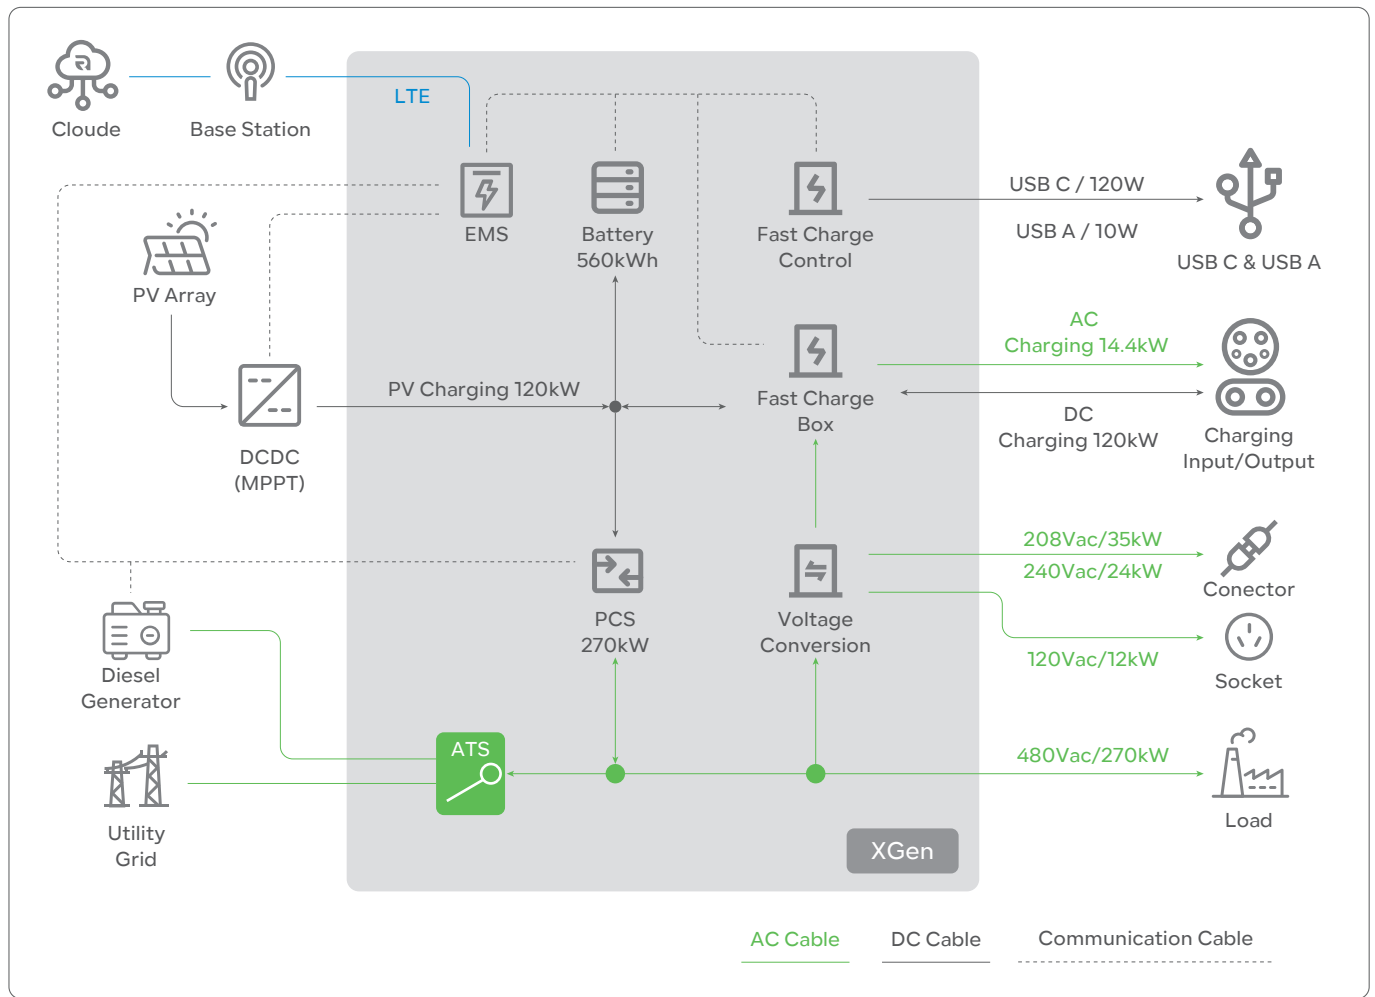 LTE
Cloude
Base Station
EMS
Battery
560kWh
Fast Charge
Control
USB C / 120W
USB A / 10W
USB C & USB A
PV Array
AC
Charging 14.4kW
PV Charging 120kW
Fast Charge
Box
DC
Charging 120kW
Charging
Input/Output
DCDC
(MPPT)
208Vac/35kW
240Vac/24kW
Conector
PCS
270kW
Voltage
Conversion
120Vac/12kW
Socket
Diesel
Generator
ATS
480Vac/270kW
Load
Utility
Grid
XGen
AC Cable
DC Cable
Communication Cable